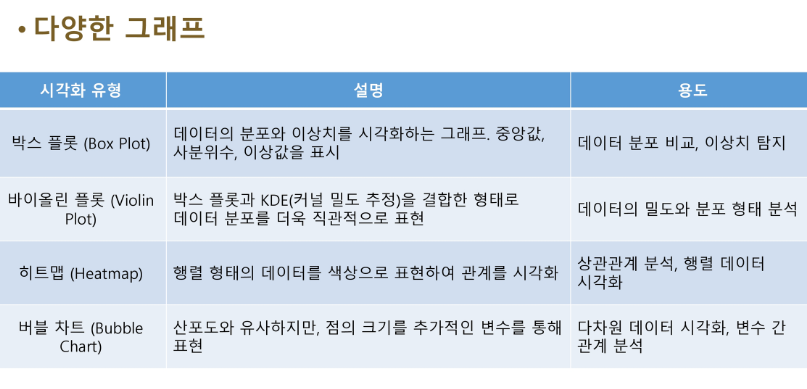 • 다양한 그래프
시각화 유형
설명
용도
박스 플롯 (Box Plot)
데이터의 분포와 이상치를 시각화하는 그래프. 중앙값,
사분위수, 이상값을 표시
데이터 분포 비교, 이상치 탐지
바이올린 플롯 (Violin
Plot)
박스 플롯과 KDE(커널 밀도 추정)을 결합한 형태로
데이터 분포를 더욱 직관적으로 표현
데이터의 밀도와 분포 형태 분석
히트맵 (Heatmap)
행렬 형태의 데이터를 색상으로 표현하여 관계를 시각화
상관관계 분석, 행렬 데이터
시각화
버블 차트 (Bubble
Chart)
산포도와 유사하지만, 점의 크기를 추가적인 변수를 통해
표현
다차원 데이터 시각화, 변수 간
관계 분석